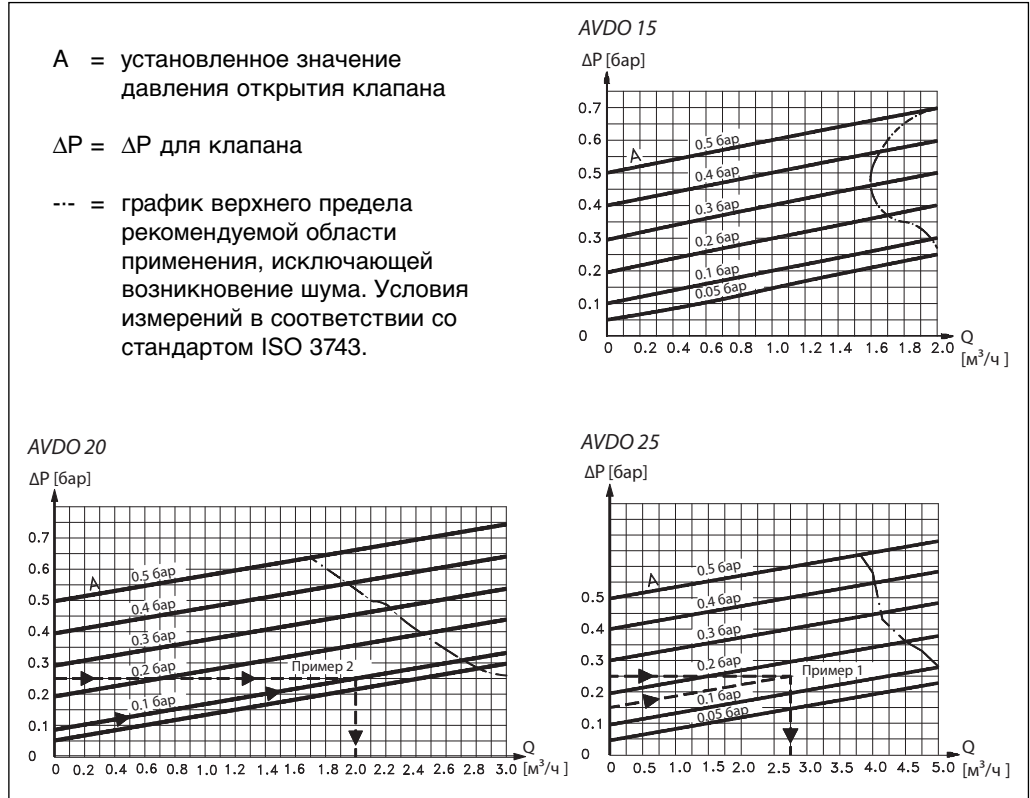 A = установленное значение
давления открытия клапана
ΔP = ΔP для клапана
-·- = график верхнего предела
рекомендуемой области
применения, исключающей
возникновение шума. Условия
измерений в соответствии со
стандартом ISO 3743.
AVDO 15
ΔP [бар]
0.7
0.6
0.5
0.4
0.3
0.2
0.1
0
A
0.5 бар
0.4 бар
0.3 бар
0.2 бар
0.1 бар
0.05 бар
0 0.2 0.4 0.6 0.8 1.0 1.2 1.4 1.6 1.8 2.0
Q
[м³/ч ]
AVDO 20
ΔP [бар]
0.7
0.6
0.5
0.4
0.3
0.2
0.1
0
A
0.5 бар
0.4 бар
0.3 бар
0.2 бар
Пример 2
0.1 бар
0 0.2 0.4 0.6 0.8 1.0 1.2 1.4 1.6 1.8 2.0 2.2 2.4 2.6 2.8 3.0
Q
[м³/ч ]
AVDO 25
ΔP [бар]
0.5
0.4
0.3
0.2
0.1
0
A
0.5 бар
0.4 бар
0.3 бар
0.2 бар
Пример 1
0.1 бар
0.05 бар
0 0.5 1.0 1.5 2.0 2.5 3.0 3.5 4.0 4.5 5.0
Q
[м³/ч ]